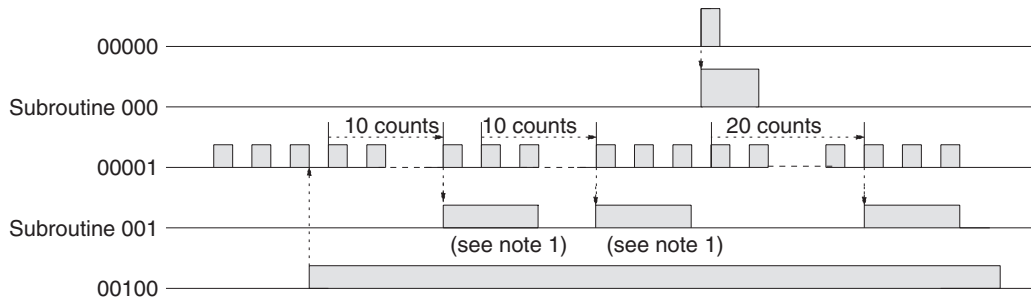 00000
Subroutine 000
10 counts 10 counts 20 counts
00001
Subroutine 001
(see note 1) (see note 1)
00100